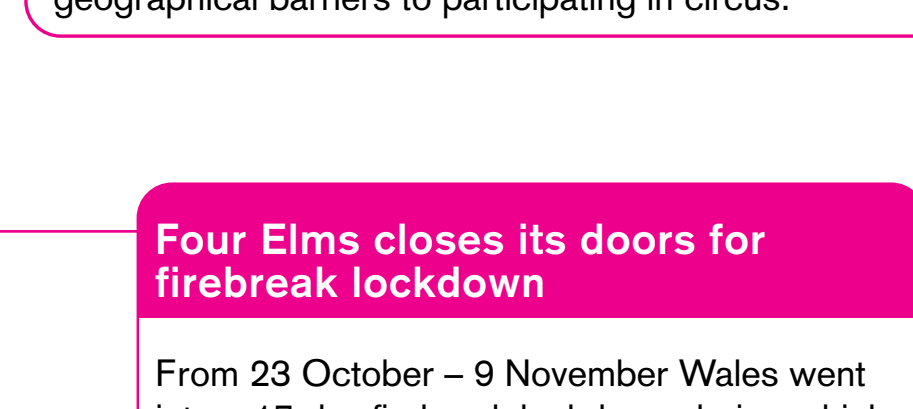 geographical barriers to participating in circus.
Four Elms closes its doors for
firebreak lockdown
From 23 October – 9 November Wales went